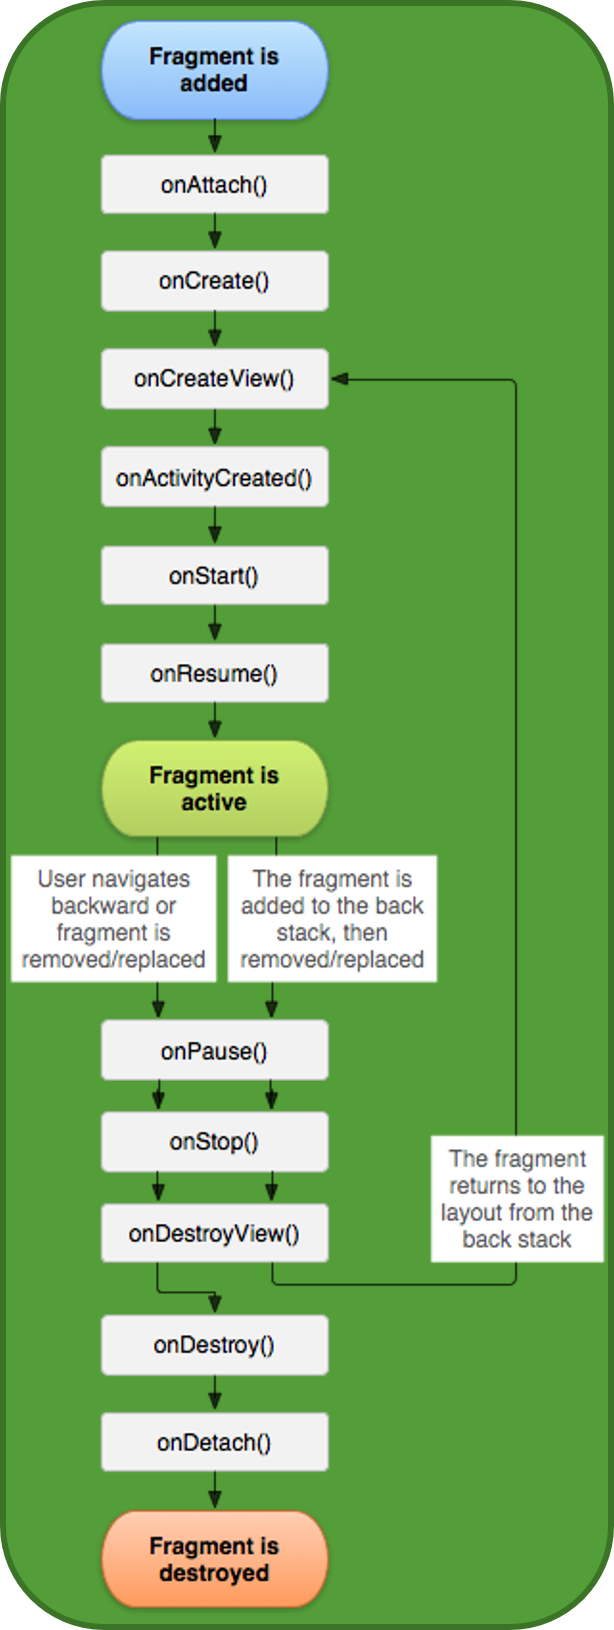 Fragment is
added
onAttach()
onCreate()
onCreateView()
onActivityCreated()
onStart()
onResume()
Fragment is
active
User navigates
backward or
fragment is
removed/replaced
The fragment is
added to the back
stack, then
removed/replaced
onPause()
onStop()
onDestroyView()
The fragment
returns to the
layout from the
back stack
onDestroy()
onDetach()
Fragment is
destroyed